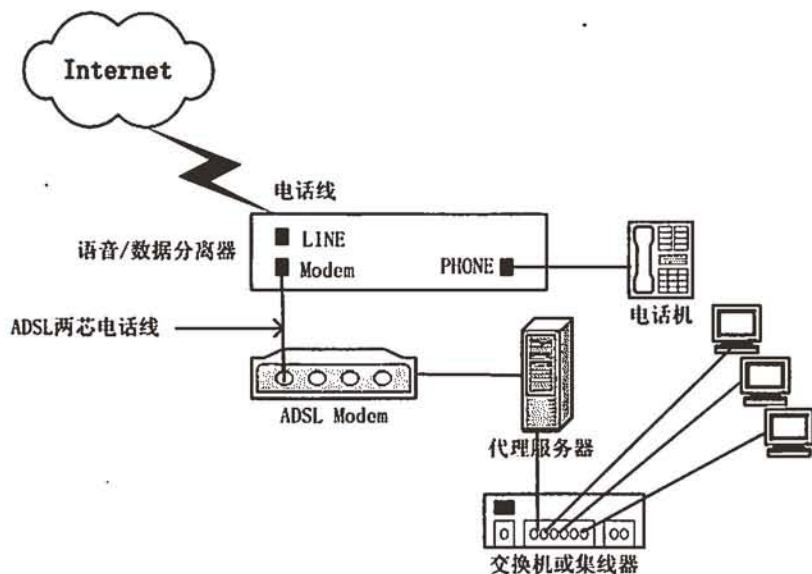 Internet
电话线
语音/数据分离器
LINE
Modem
PHONE
电话机
ADSL两芯电话线
ADSL Modem
代理服务器
交换机或集线器